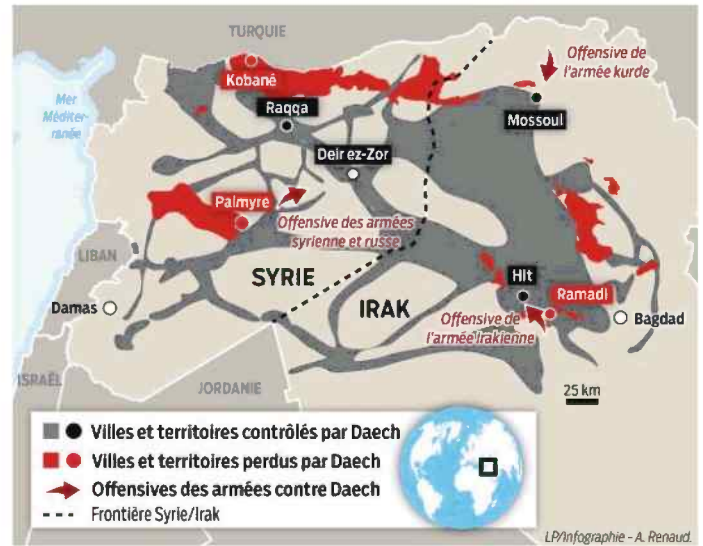 TURQUIE
Offensive de
l'armée kurde
Kobané
Mer
Méditer-
ranée
Raqqa
Mossoul
Deir ez-Zor
Palmyre
Offensive des armées
syrienne et russe
LIBAN
SYRIE
HIt
Ramadi
IRAK
Damas
Offensive de
l'armée irakienne
Bagdad
ISRAËL
JORDANIE
25 km
Villes et territoires contrôlés par Daech
Villes et territoires perdus par Daech
Offensives des armées contre Daech
Frontière Syrie/Irak
LP/Infographie - A. Renaud.